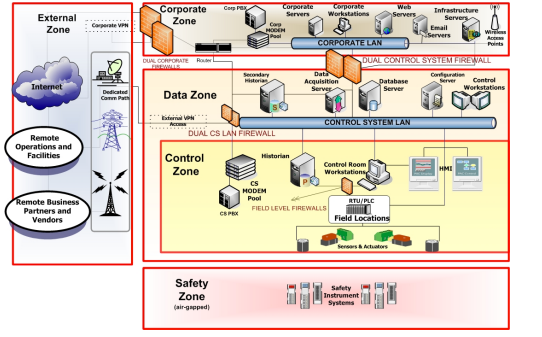 External
Zone
Corporate VPN
Internet
Dedicated
Comm Path
External VPN
Access
Remote
Operations and
Facilities
Remote Business
Partners and
Vendors
Corporate
Zone
Corp PBX
Corp
MODEM
Pool
Corporate
Servers
Corporate
Workstations
Web
Servers
Email
Servers
Infrastructure
Servers
Wireless
Access
Points
CORPORATE LAN
DUAL CORPORATE
FIREWALLS
Router
DUAL CONTROL SYSTEM FIREWALL
Data Zone
Secondary
Historian
S
Data
Acquisition
Server
Database
Server
Configuration
Server
Control
Workstations
CONTROL SYSTEM LAN
DUAL CS LAN FIREWALL
Control
Zone
CS
MODEM
Pool
CS PBX
Historian
P
Control Room
Workstations
HMI
FIELD LEVEL FIREWALLS
RTU/PLC
Field Locations
Sensors & Actuators
Safety
Zone
(air-gapped)
Safety
Instrument
Systems